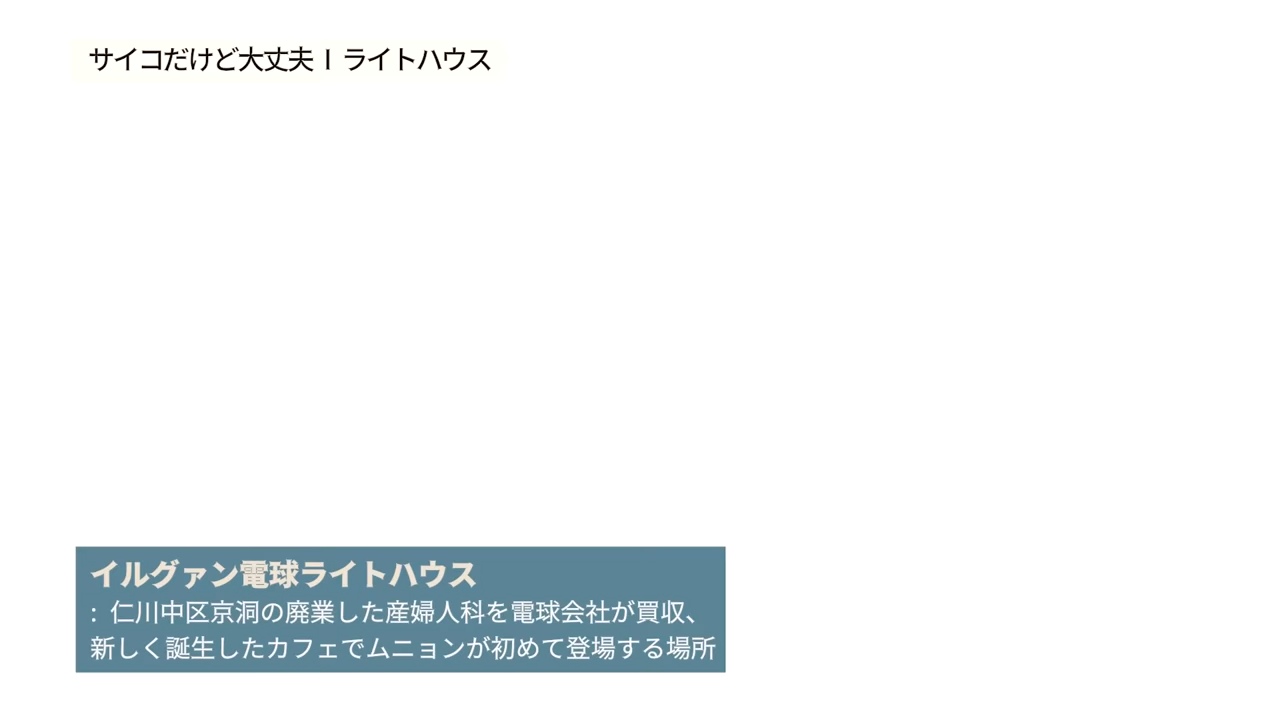 サイコだけど大丈夫Ⅰライトハウス
イルグァン電球ライトハウス
: 仁川中区京洞の廃業した産婦人科を電球会社が買収、
新しく誕生したカフェでムニョンが初めて登場する場所